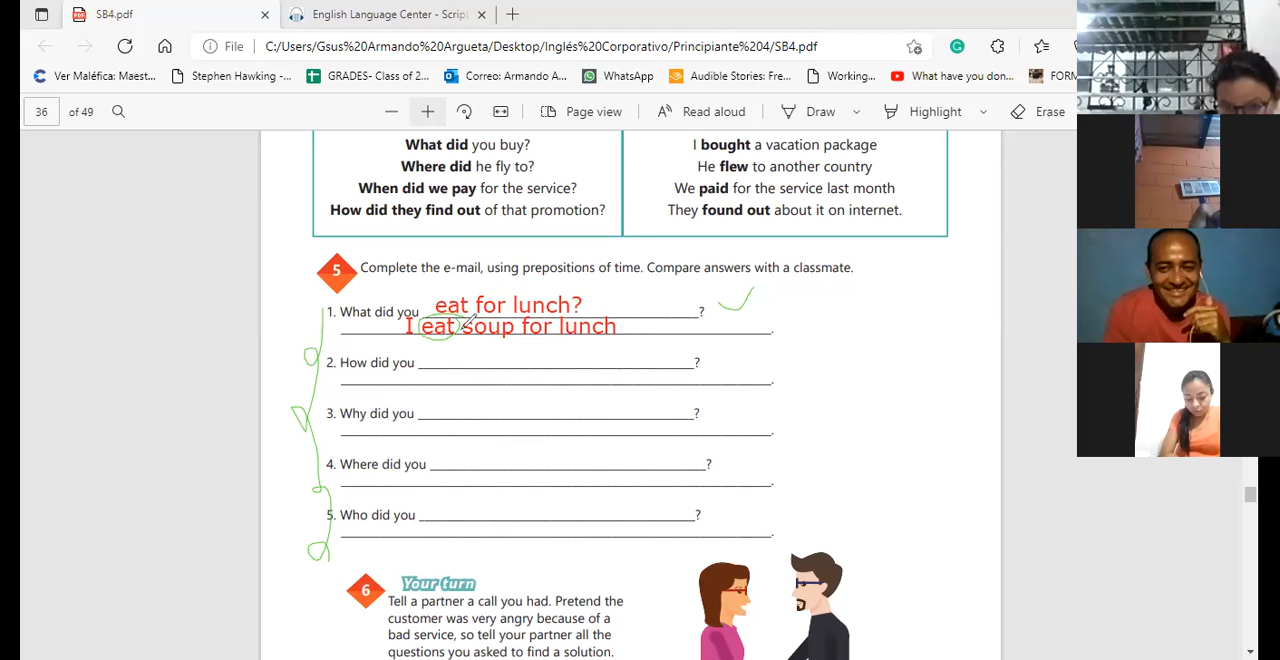 SB4.pdf
English Language Center - Script
File
C:/Users/Gsus%20Armando%20Argueta/Desktop/Inglés%20Corporativo/Principiante%204/SB4.pdf
Ver Maléfica: Maest...
Stephen Hawking -...
GRADES- Class of 2...
Correo: Armando A...
WhatsApp
Audible Stories: Fre...
Working...
What have you don...
FORM
36 of 49
Page view
Read aloud
Draw
Highlight
Erase
What did you buy?
Where did he fly to?
When did we pay for the service?
How did they find out of that promotion?
I bought a vacation package
He flew to another country
We paid for the service last month
They found out about it on internet.
5 Complete the e-mail, using prepositions of time. Compare answers with a classmate.
1. What did you eat for lunch? ?
I eat soup for lunch .
2. How did you ?
.
3. Why did you ?
.
4. Where did you ?
.
5. Who did you ?
.
6 Your turn
Tell a partner a call you had. Pretend the
customer was very angry because of a
bad service, so tell your partner all the
questions you asked to find a solution.